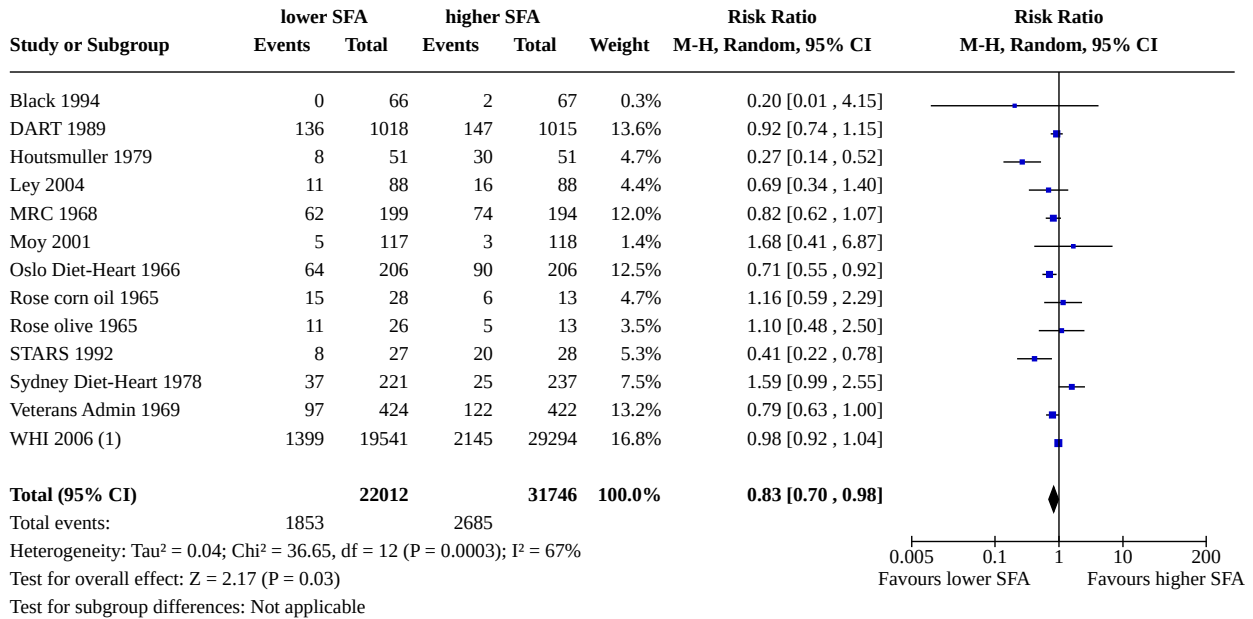 lower SFA higher SFA Risk Ratio Risk Ratio
Study or Subgroup Events Total Events Total Weight M-H, Random, 95% CI M-H, Random, 95% CI
Black 1994 0 66 2 67 0.3% 0.20 [0.01 , 4.15]
DART 1989 136 1018 147 1015 13.6% 0.92 [0.74 , 1.15]
Houtsmuller 1979 8 51 30 51 4.7% 0.27 [0.14 , 0.52]
Ley 2004 11 88 16 88 4.4% 0.69 [0.34 , 1.40]
MRC 1968 62 199 74 194 12.0% 0.82 [0.62 , 1.07]
Moy 2001 5 117 3 118 1.4% 1.68 [0.41 , 6.87]
Oslo Diet-Heart 1966 64 206 90 206 12.5% 0.71 [0.55 , 0.92]
Rose corn oil 1965 15 28 6 13 4.7% 1.16 [0.59 , 2.29]
Rose olive 1965 11 26 5 13 3.5% 1.10 [0.48 , 2.50]
STARS 1992 8 27 20 28 5.3% 0.41 [0.22 , 0.78]
Sydney Diet-Heart 1978 37 221 25 237 7.5% 1.59 [0.99 , 2.55]
Veterans Admin 1969 97 424 122 422 13.2% 0.79 [0.63 , 1.00]
WHI 2006 (1) 1399 19541 2145 29294 16.8% 0.98 [0.92 , 1.04]
Total (95% CI) 22012 31746 100.0% 0.83 [0.70 , 0.98]
Total events: 1853 2685
Heterogeneity: Tau² = 0.04; Chi² = 36.65, df = 12 (P = 0.0003); I² = 67%
Test for overall effect: Z = 2.17 (P = 0.03)
Test for subgroup differences: Not applicable
0.005 0.1 1 10 200
Favours lower SFA Favours higher SFA